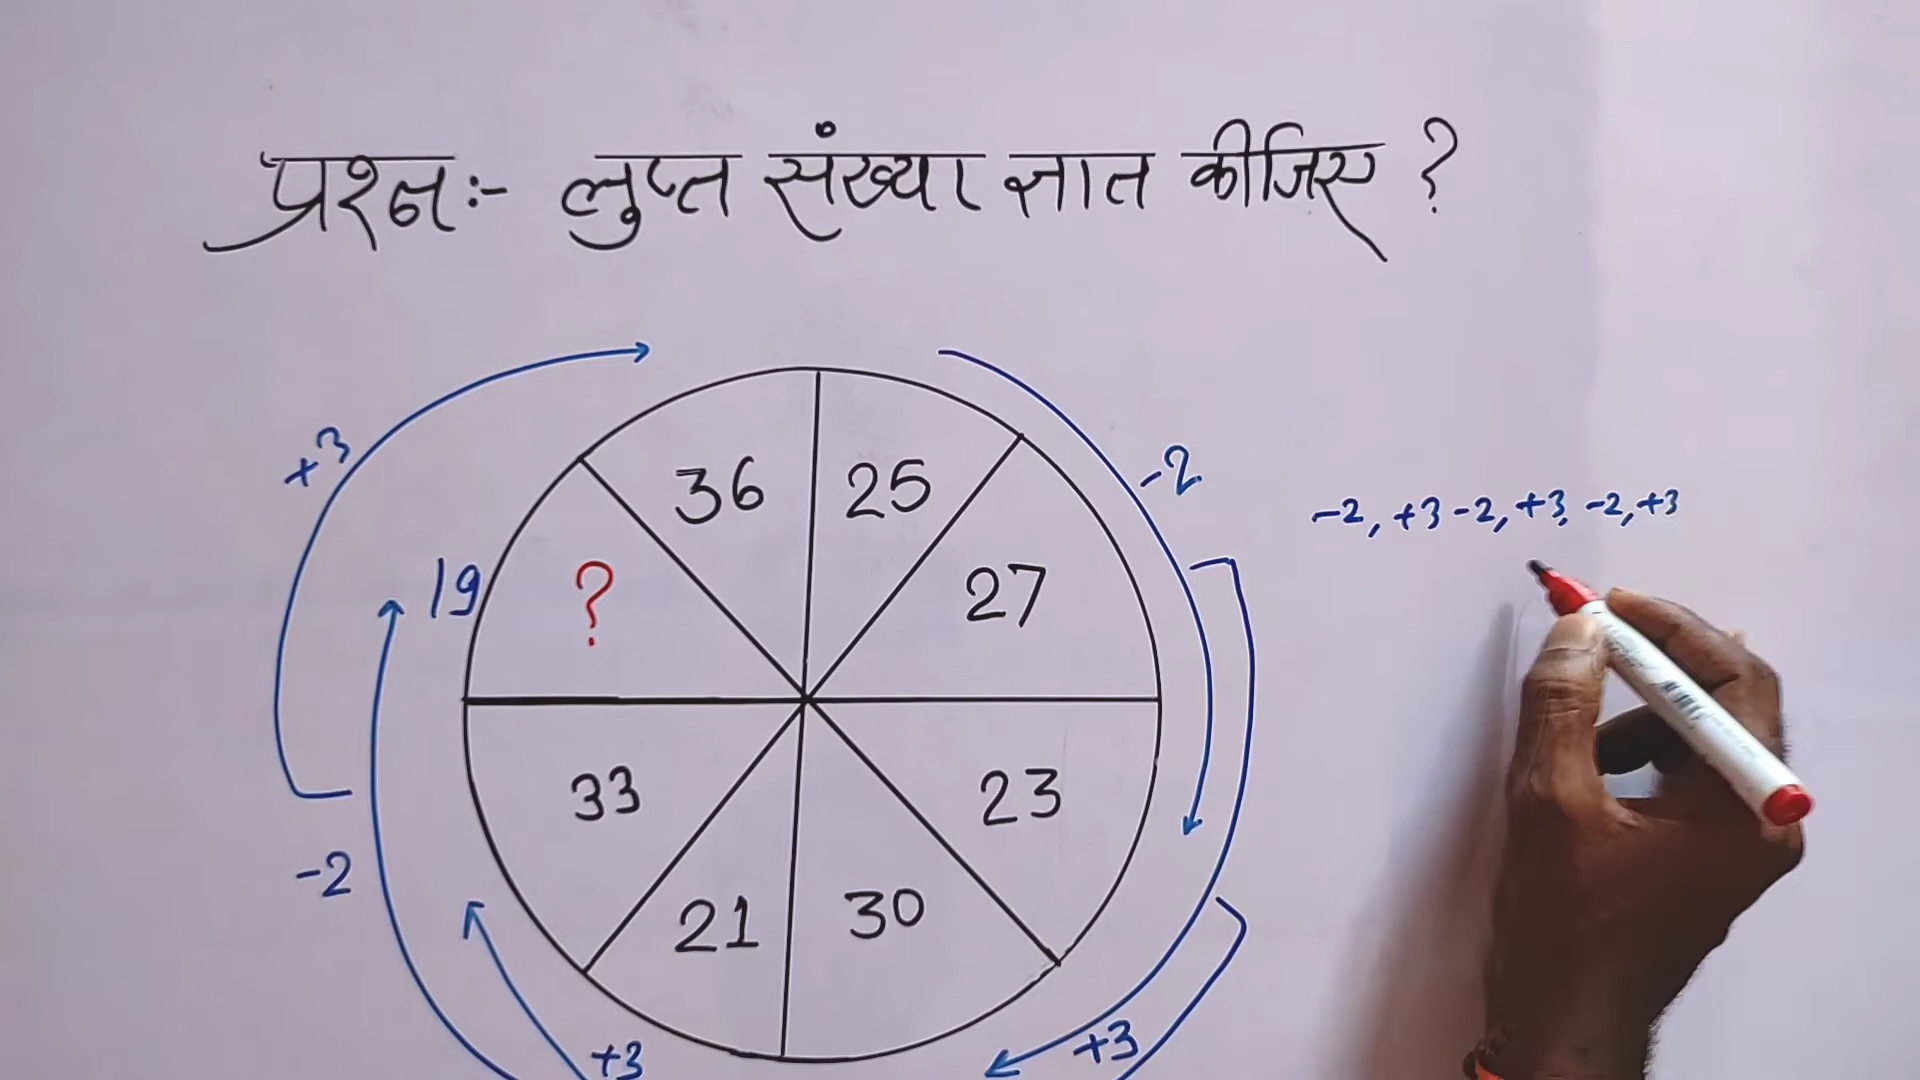 प्रश्न:- लुप्त संख्या ज्ञात कीजिए ?
+3
-2
36 25
-2, +3 -2, +3, -2, +3
19 ? 27
33 23
-2
21 30
+3 +3